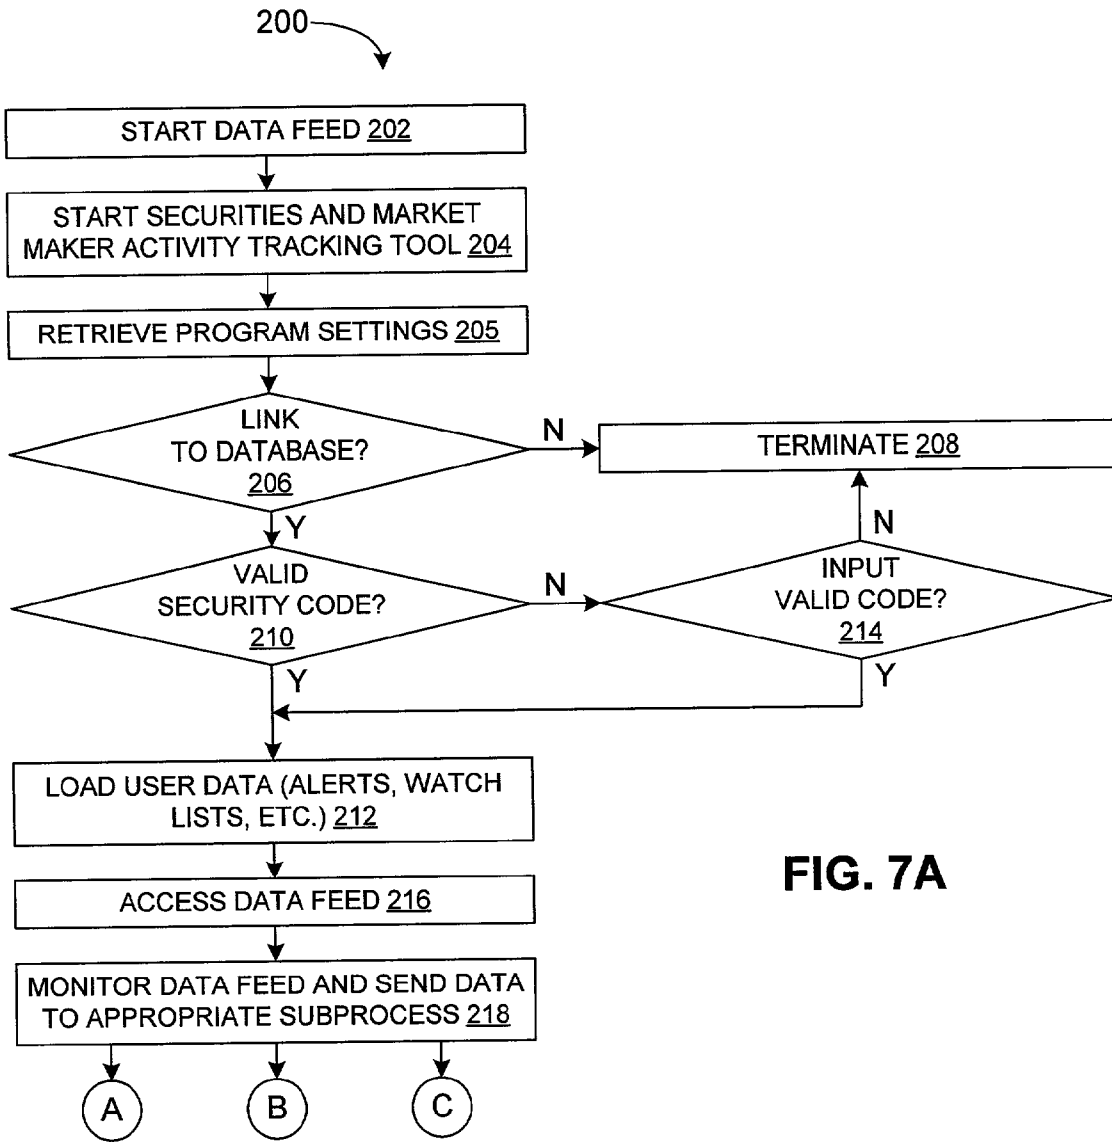 200
START DATA FEED 202
START SECURITIES AND MARKET
MAKER ACTIVITY TRACKING TOOL 204
RETRIEVE PROGRAM SETTINGS 205
LINK
TO DATABASE?
206
N
TERMINATE 208
Y
N
VALID
SECURITY CODE?
210
N
INPUT
VALID CODE?
214
Y
Y
LOAD USER DATA (ALERTS, WATCH
LISTS, ETC.) 212
ACCESS DATA FEED 216
MONITOR DATA FEED AND SEND DATA
TO APPROPRIATE SUBPROCESS 218
A
B
C
FIG. 7A